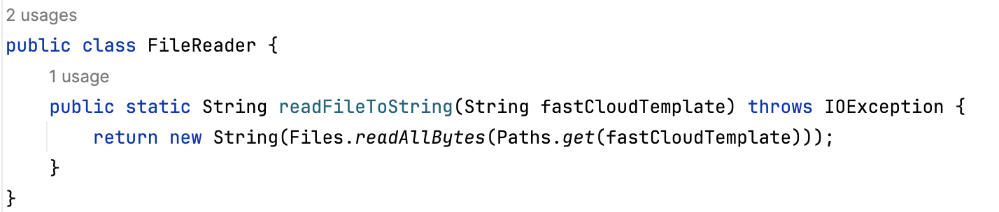 2 usages
public class FileReader {
1 usage
public static String readFileToString(String fastCloudTemplate) throws IOException {
return new String(Files.readAllBytes(Paths.get(fastCloudTemplate)));
}
}